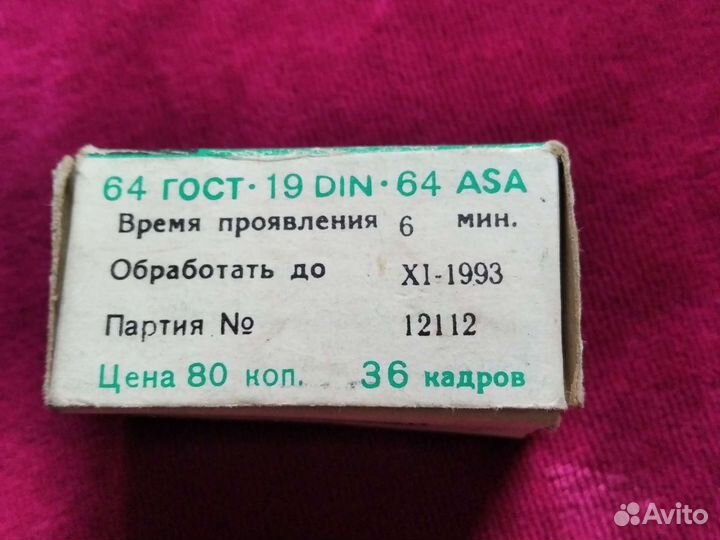 64 ГОСТ · 19 DIN · 64 ASA
Время проявления 6 мин.
Обработать до XI-1993
Партия № 12112
Цена 80 коп. 36 кадров
Avito